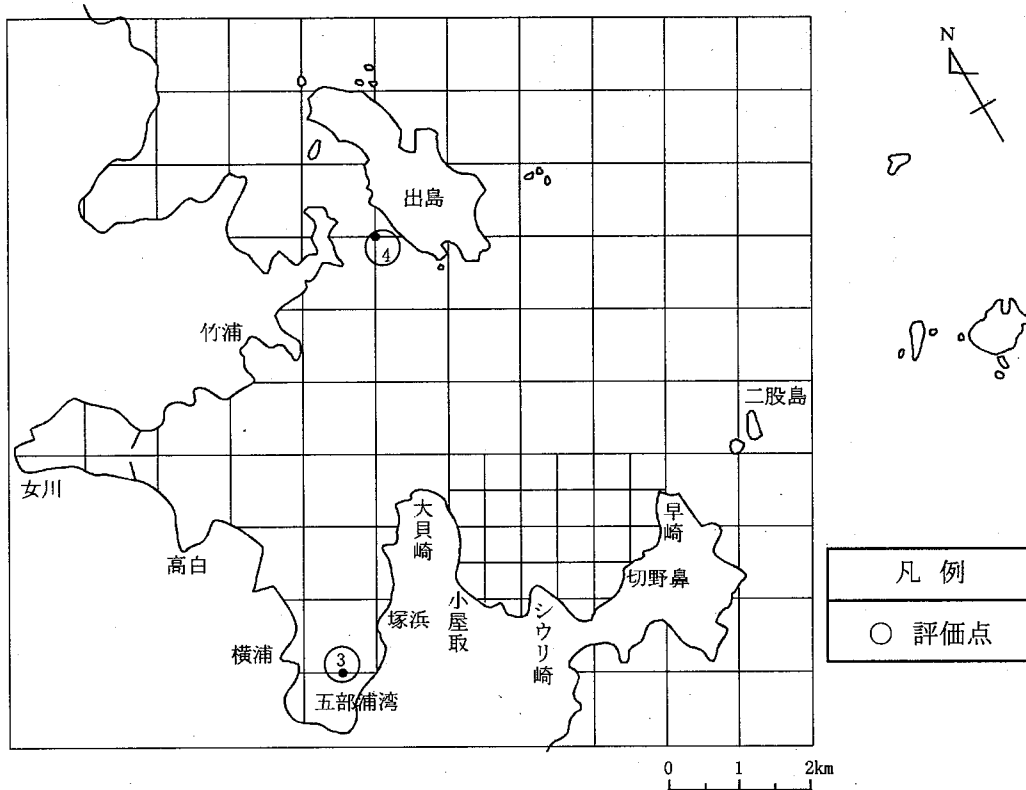 N
出島
④
竹浦
二股島
女川
大貝崎
早崎
高白
切野鼻
凡例
小屋取
シウリ崎
塚浜
○ 評価点
横浦
③
五部浦湾
0 1 2km